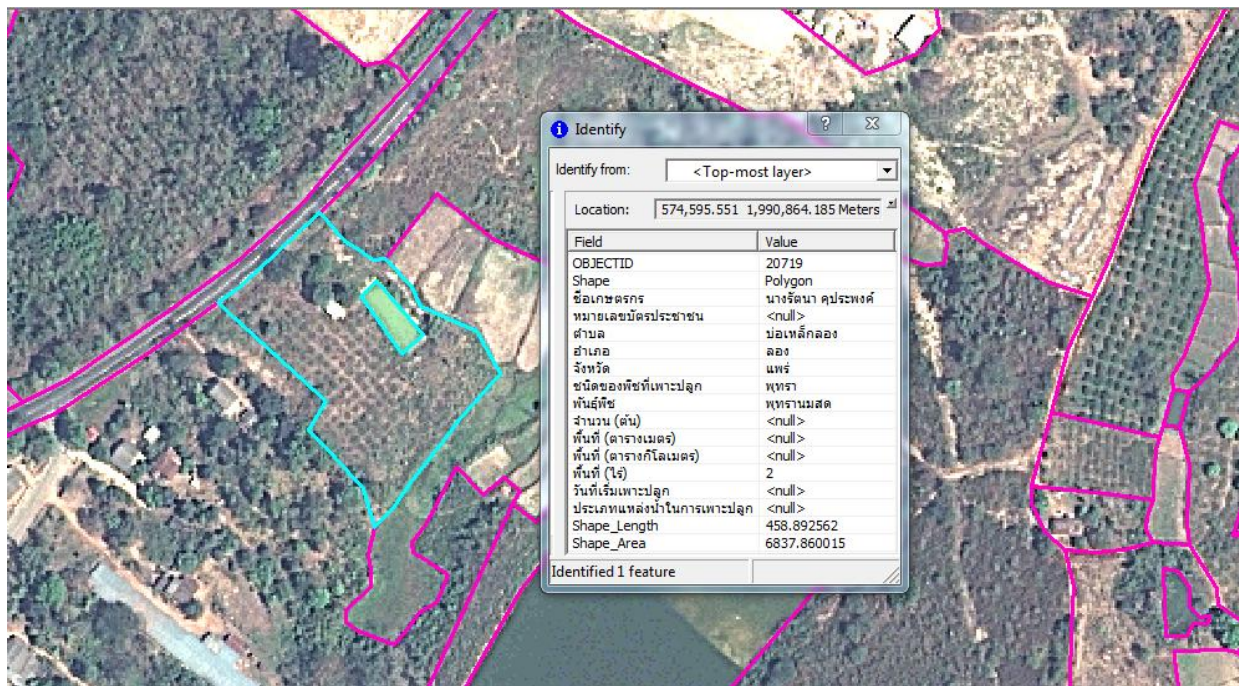 Identify
Identify from: <Top-most layer>
Location: 574,595.551 1,990,864.185 Meters
Field Value
OBJECTID 20719
Shape Polygon
ชื่อเกษตรกร นางรัตนา คุประพงค์
หมายเลขบัตรประชาชน <null>
ตำบล บ่อเหล็กลอง
อำเภอ ลอง
จังหวัด แพร่
ชนิดของพืชที่เพาะปลูก พุทรา
พันธุ์พืช พุทรานมสด
จำนวน (ต้น) <null>
พื้นที่ (ตารางเมตร) <null>
พื้นที่ (ตารางกิโลเมตร) <null>
พื้นที่ (ไร่) 2
วันที่เริ่มเพาะปลูก <null>
ประเภทแหล่งน้ำในการเพาะปลูก <null>
Shape_Length 458.892562
Shape_Area 6837.860015
Identified 1 feature